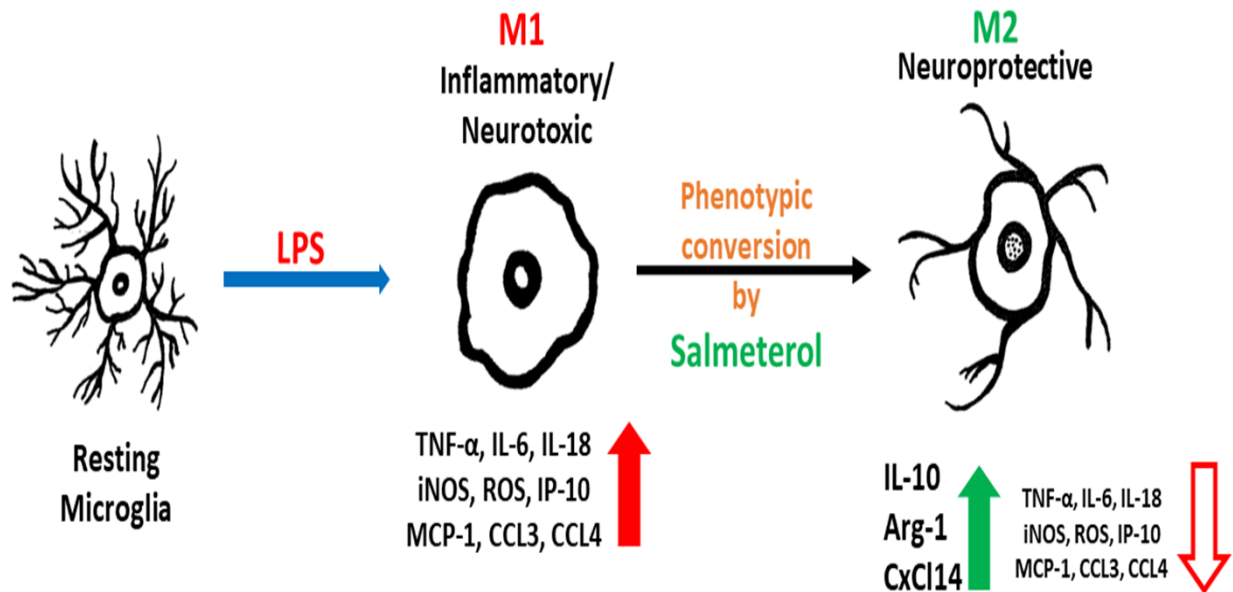 M1
Inflammatory/
Neurotoxic
M2
Neuroprotective
LPS
Phenotypic
conversion
by
Salmeterol
Resting
Microglia
TNF-α, IL-6, IL-18
iNOS, ROS, IP-10
MCP-1, CCL3, CCL4
IL-10
Arg-1
CxCl14
TNF-α, IL-6, IL-18
iNOS, ROS, IP-10
MCP-1, CCL3, CCL4